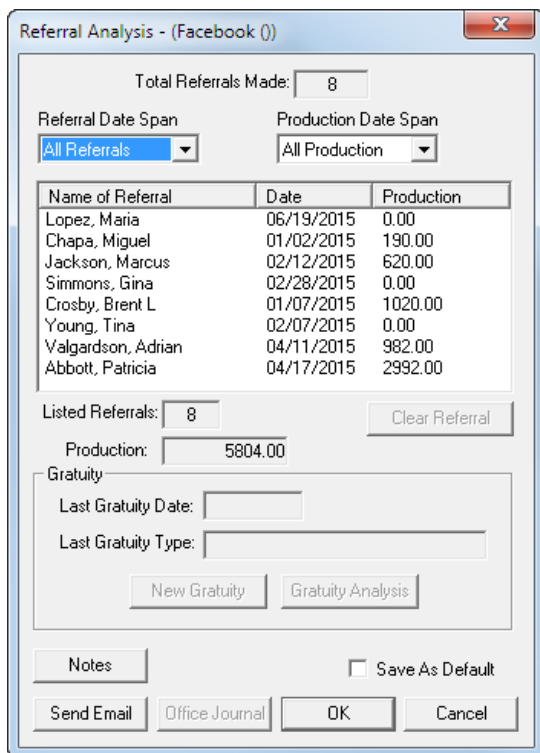 Referral Analysis - (Facebook ())
Total Referrals Made: 8
Referral Date Span Production Date Span
All Referrals All Production
Name of Referral Date Production
Lopez, Maria 06/19/2015 0.00
Chapa, Miguel 01/02/2015 190.00
Jackson, Marcus 02/12/2015 620.00
Simmons, Gina 02/28/2015 0.00
Crosby, Brent L 01/07/2015 1020.00
Young, Tina 02/07/2015 0.00
Valgardson, Adrian 04/11/2015 982.00
Abbott, Patricia 04/17/2015 2992.00
Listed Referrals: 8 Clear Referral
Production: 5804.00
Gratuity
Last Gratuity Date:
Last Gratuity Type:
New Gratuity Gratuity Analysis
Notes Save As Default
Send Email Office Journal OK Cancel